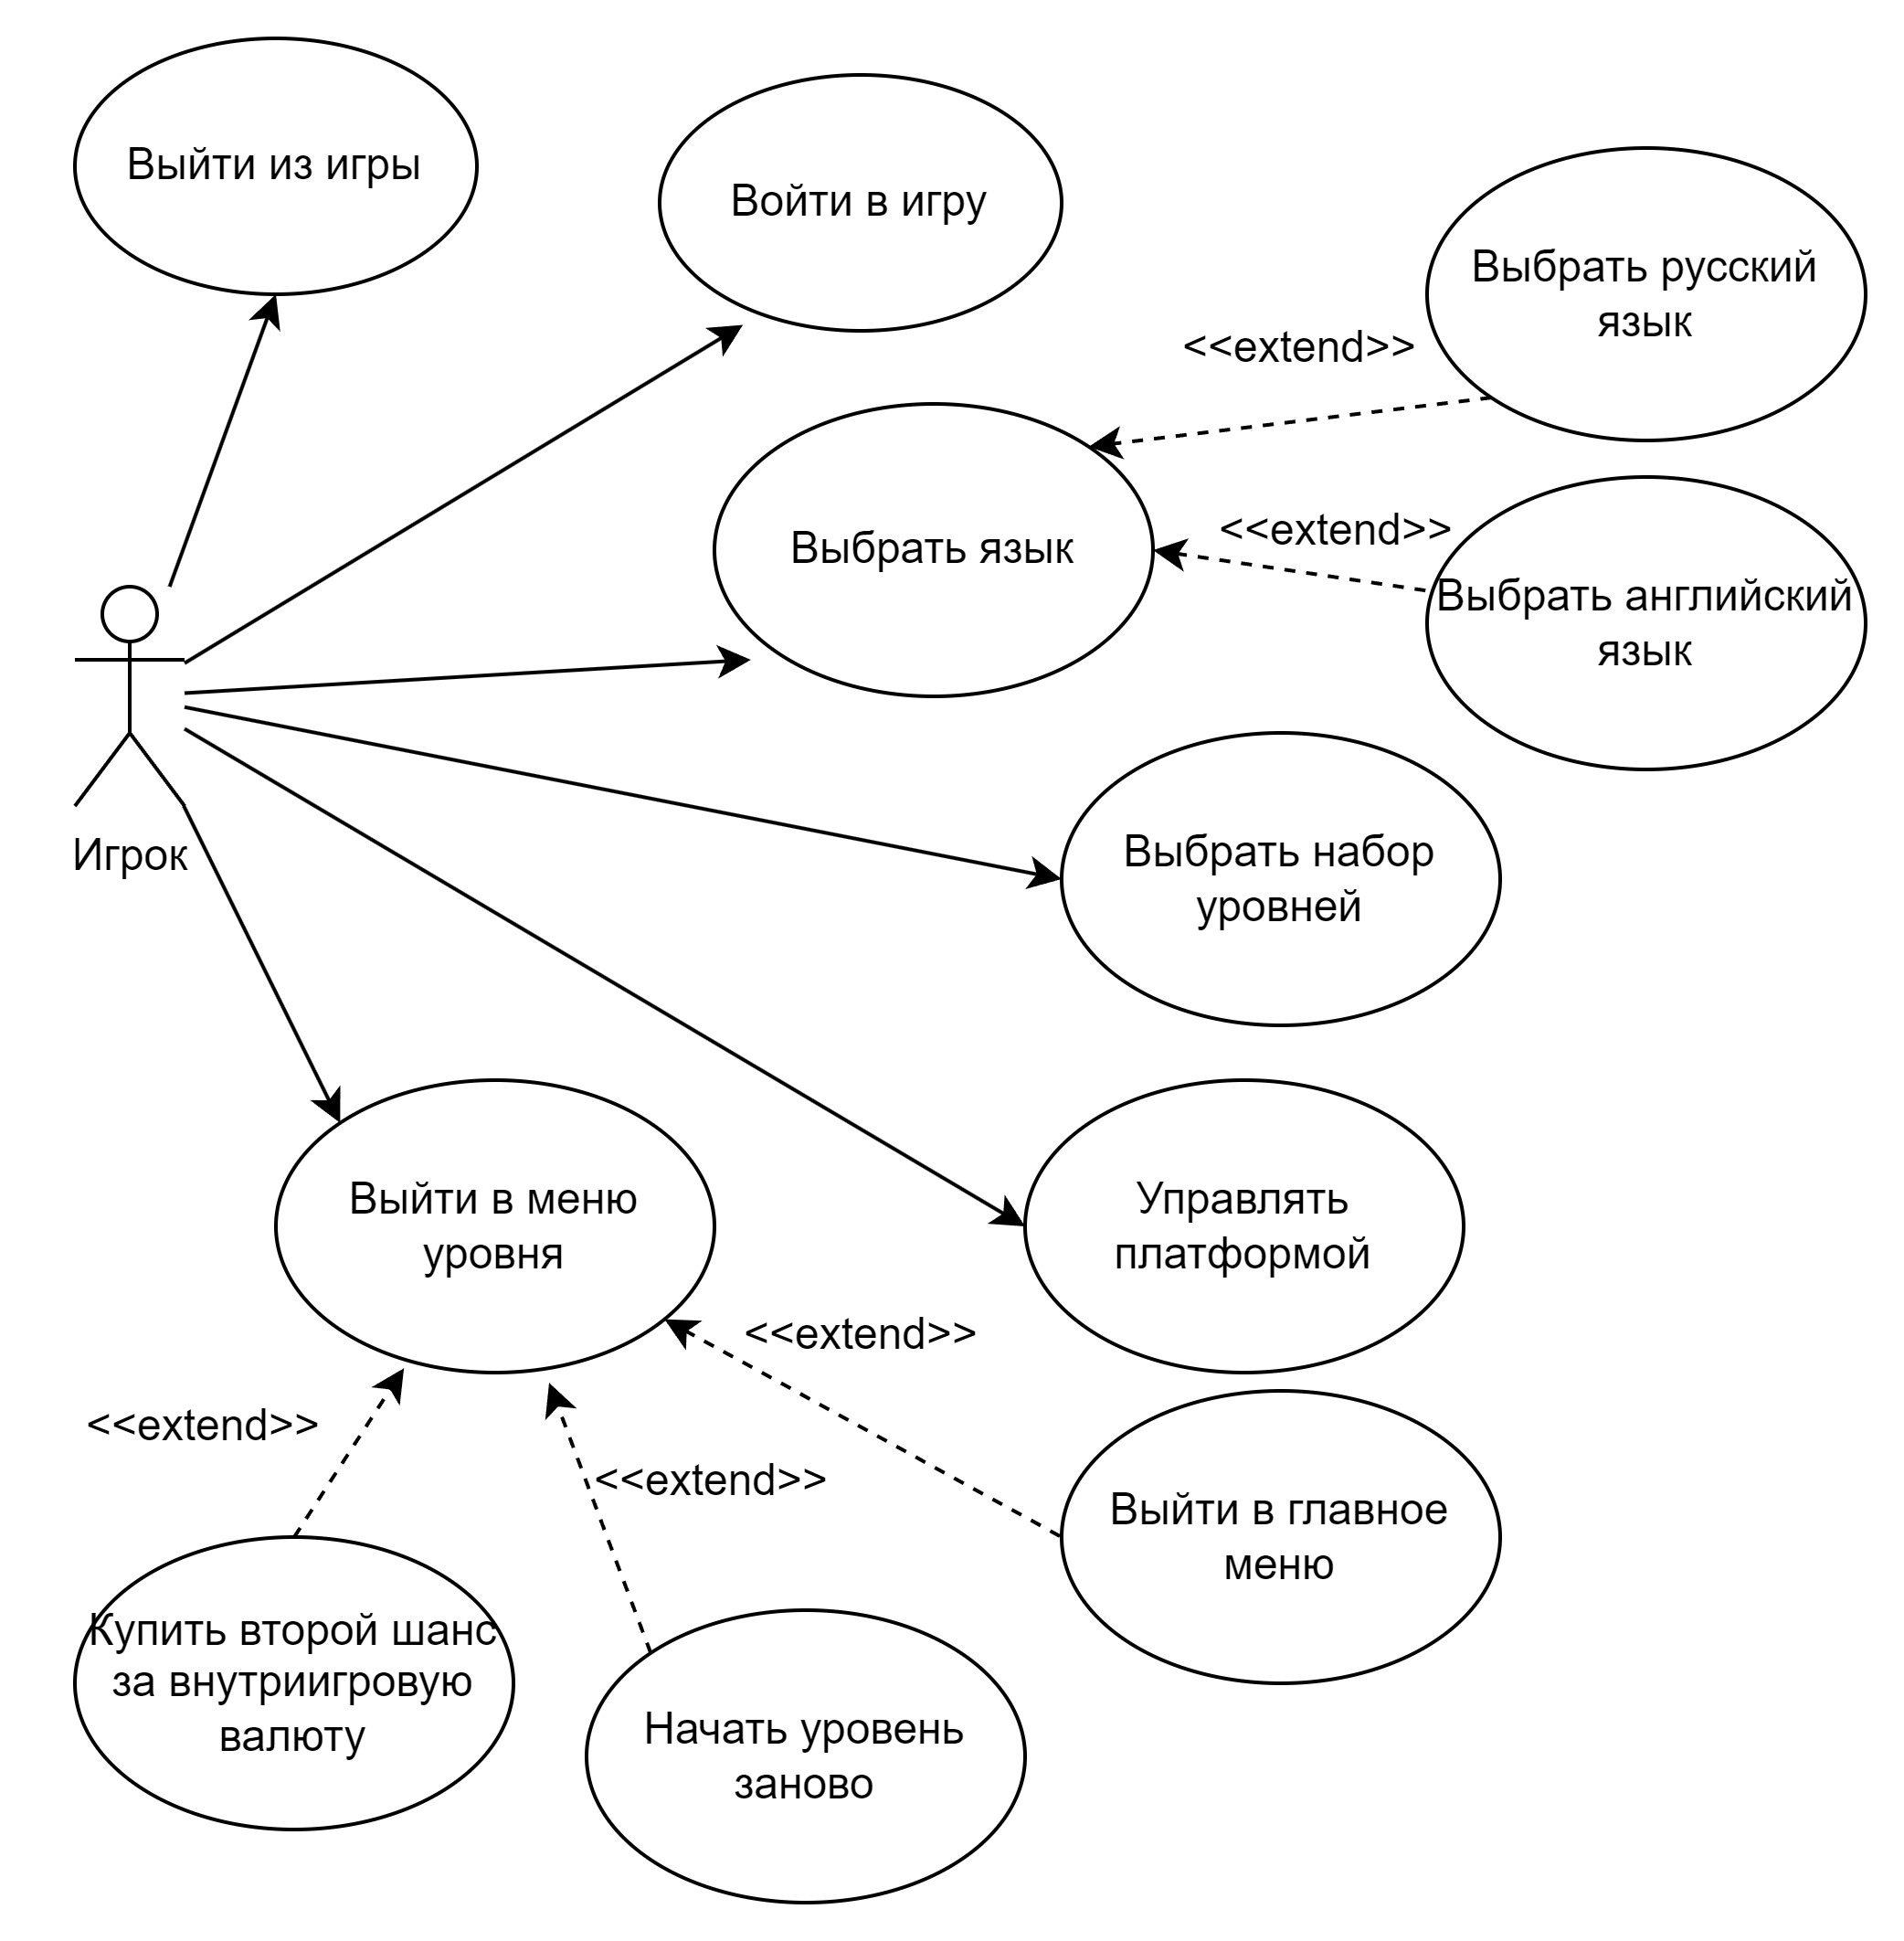 Выйти из игры
Войти в игру
Выбрать русский
язык
<<extend>>
Выбрать язык
<<extend>>
Выбрать английский
язык
Игрок
Выбрать набор
уровней
Выйти в меню
уровня
Управлять
платформой
<<extend>>
<<extend>>
<<extend>>
Выйти в главное
меню
Купить второй шанс
за внутриигровую
валюту
Начать уровень
заново